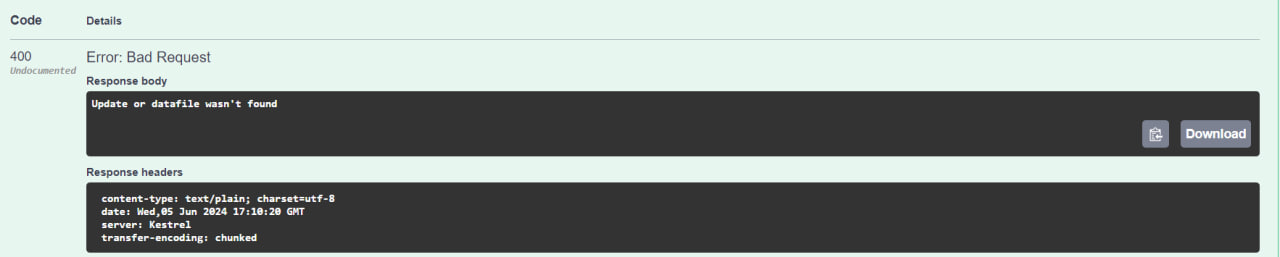 Code Details
400 Error: Bad Request
Undocumented
Response body
Update or datafile wasn't found
Download
Response headers
content-type: text/plain; charset=utf-8
date: Wed,05 Jun 2024 17:10:20 GMT
server: Kestrel
transfer-encoding: chunked